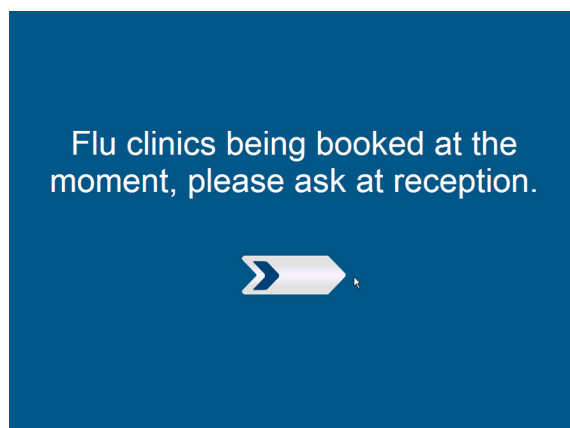 Flu clinics being booked at the
moment, please ask at reception.